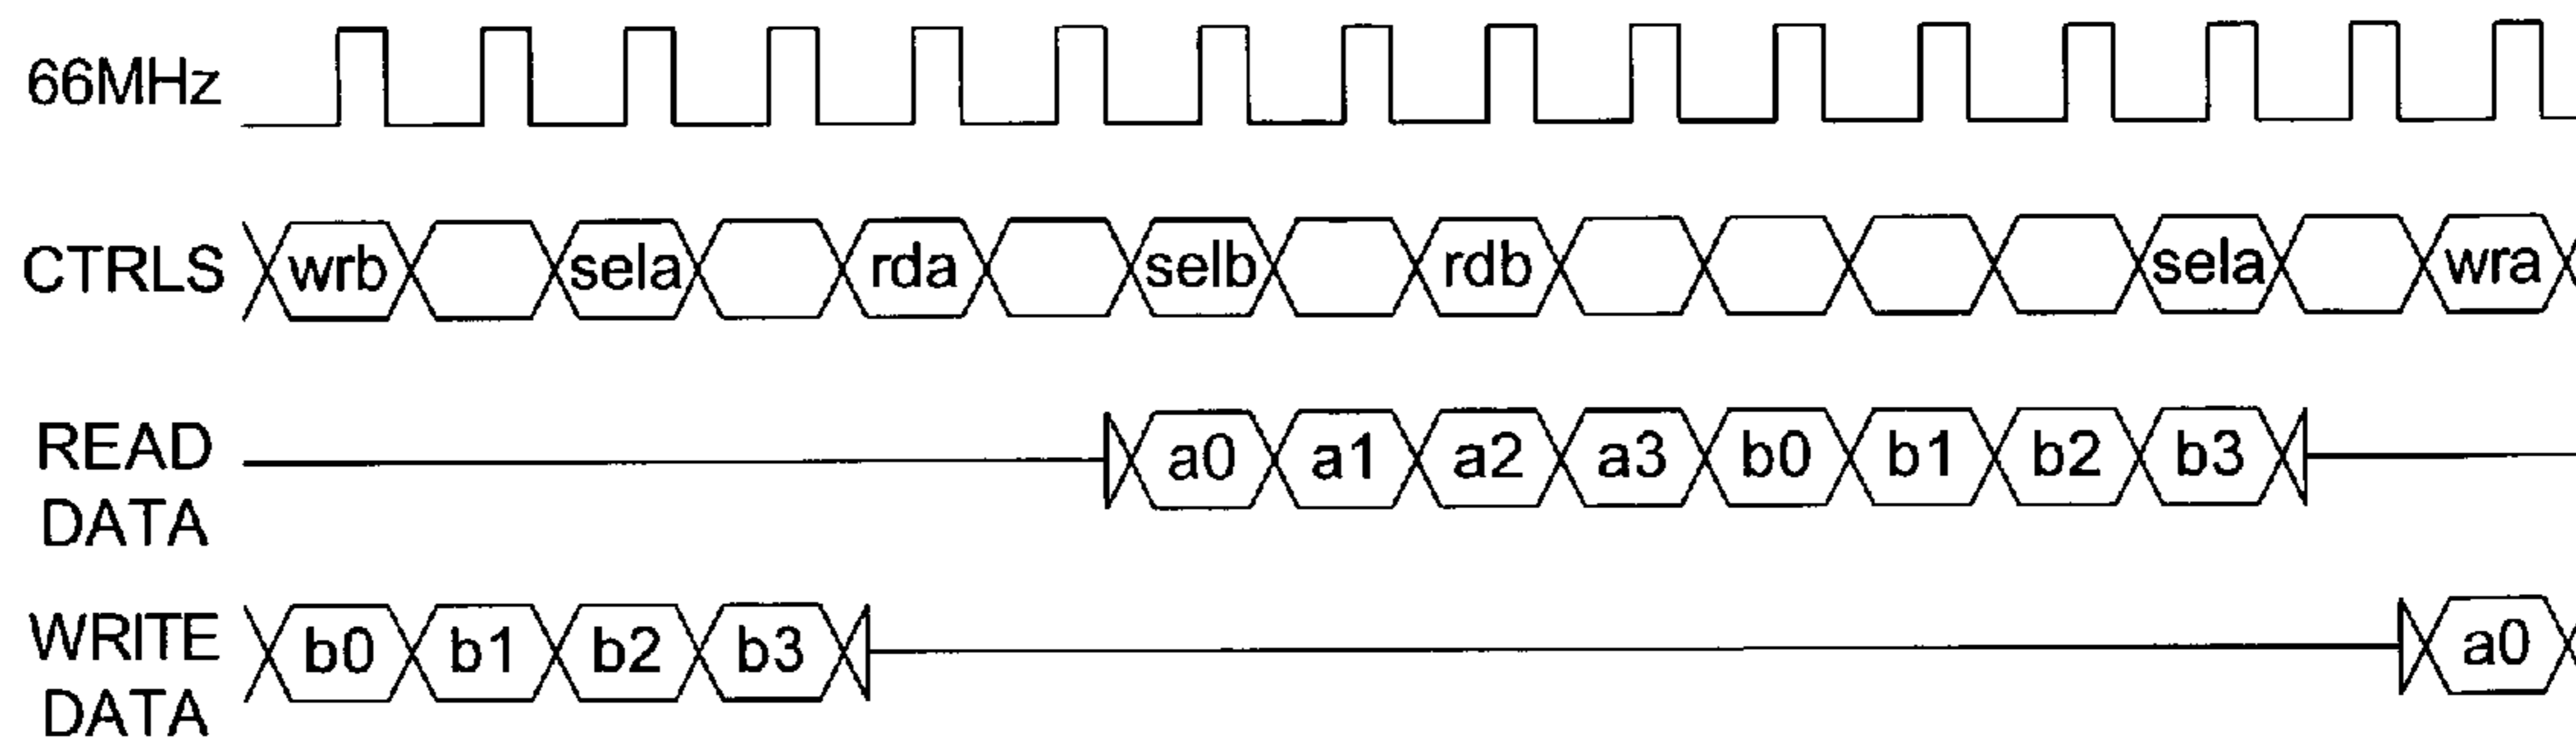 66MHz
CTRLS wrb sela rda selb rdb sela wra
READ DATA a0 a1 a2 a3 b0 b1 b2 b3
WRITE DATA b0 b1 b2 b3 a0